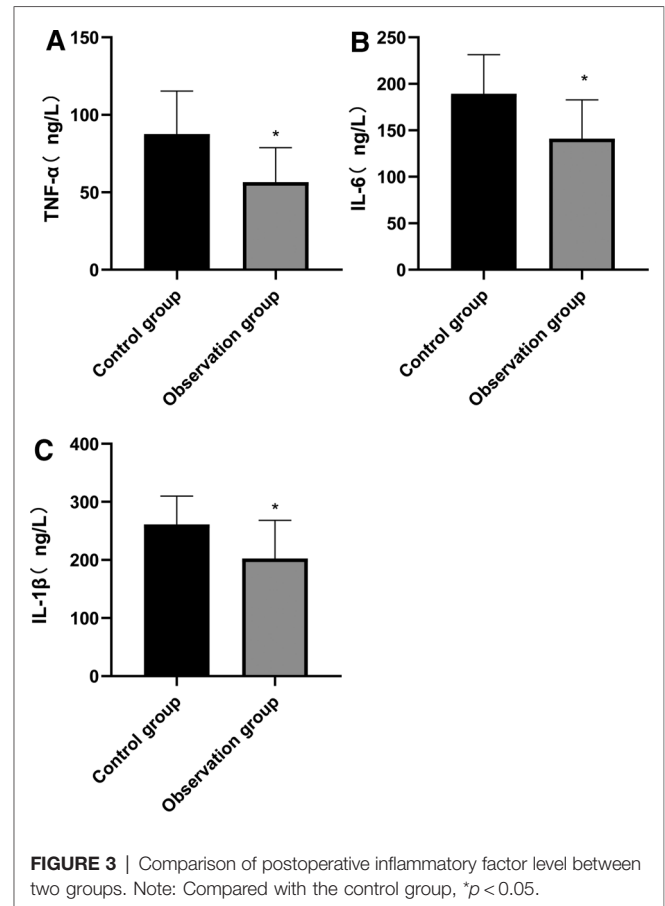 A
150
100
50
0
TNF-α( ng/L)
Control group
Observation group
*
B
250
200
150
100
50
0
IL-6( ng/L)
Control group
Observation group
*
C
400
300
200
100
0
IL-1β( ng/L)
Control group
Observation group
*
FIGURE 3 | Comparison of postoperative inflammatory factor level between
two groups. Note: Compared with the control group, *p < 0.05.